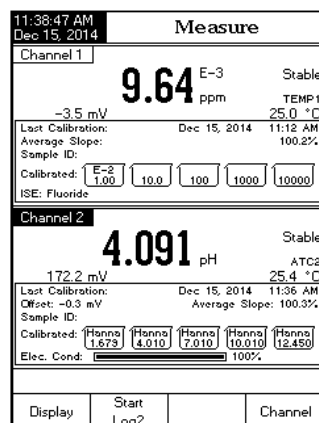 11:38:47 AM
Dec 15, 2014
Measure
Channel 1
9.64 E-3 ppm
Stable
TEMP1
-3.5 mV
25.0 °C
Last Calibration: Dec 15, 2014 11:12 AM
Average Slope: 100.2%
Sample ID:
Calibrated: E-2 1.00 10.0 100 1000 10000
ISE: Fluoride
Channel 2
4.091 pH
Stable
ATC2
172.2 mV
25.4 °C
Last Calibration: Dec 15, 2014 11:36 AM
Offset: -0.3 mV Average Slope: 100.3%
Sample ID:
Calibrated: Hanna 1.679 Hanna 4.010 Hanna 7.010 Hanna 10.010 Hanna 12.450
Elec. Cond: 100%
Display
Start
Log2
Channel